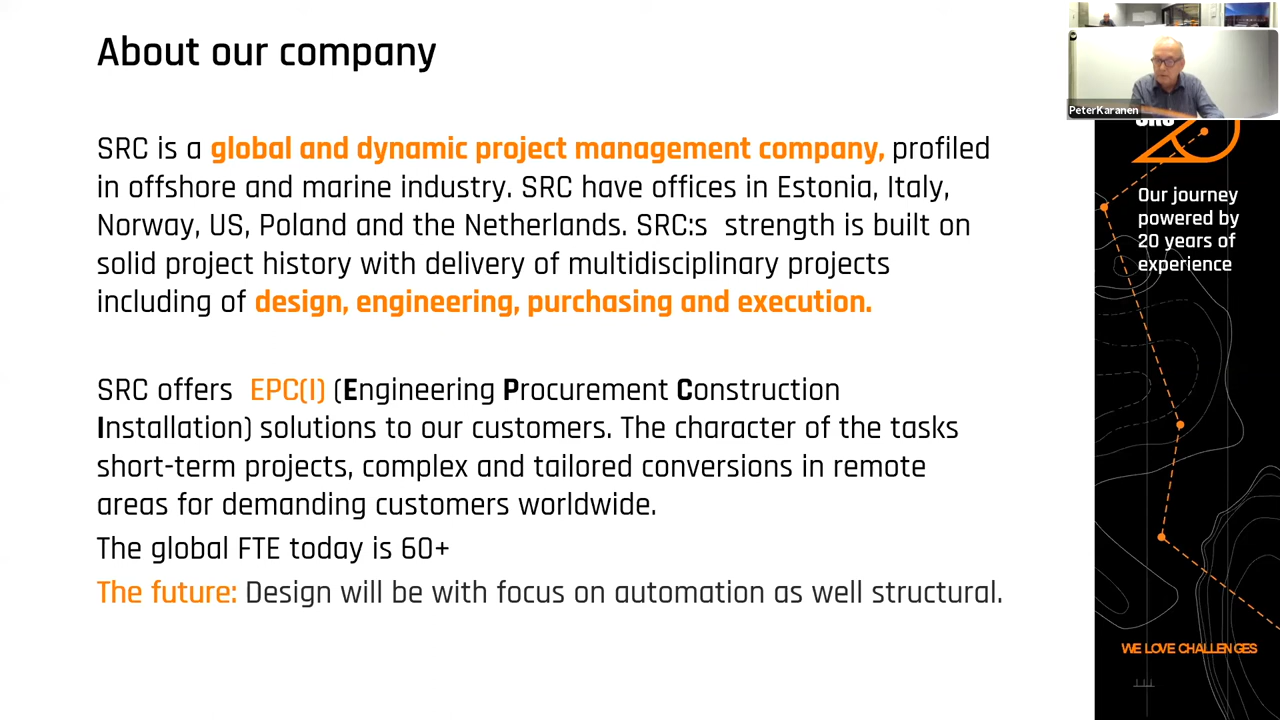 About our company
SRC is a global and dynamic project management company, profiled
in offshore and marine industry. SRC have offices in Estonia, Italy,
Norway, US, Poland and the Netherlands. SRC:s strength is built on
solid project history with delivery of multidisciplinary projects
including of design, engineering, purchasing and execution.
SRC offers EPC(I) (Engineering Procurement Construction
Installation) solutions to our customers. The character of the tasks
short-term projects, complex and tailored conversions in remote
areas for demanding customers worldwide.
The global FTE today is 60+
The future: Design will be with focus on automation as well structural.
PeterKaranen
SRC
Our journey
powered by
20 years of
experience
WE LOVE CHALLENGES